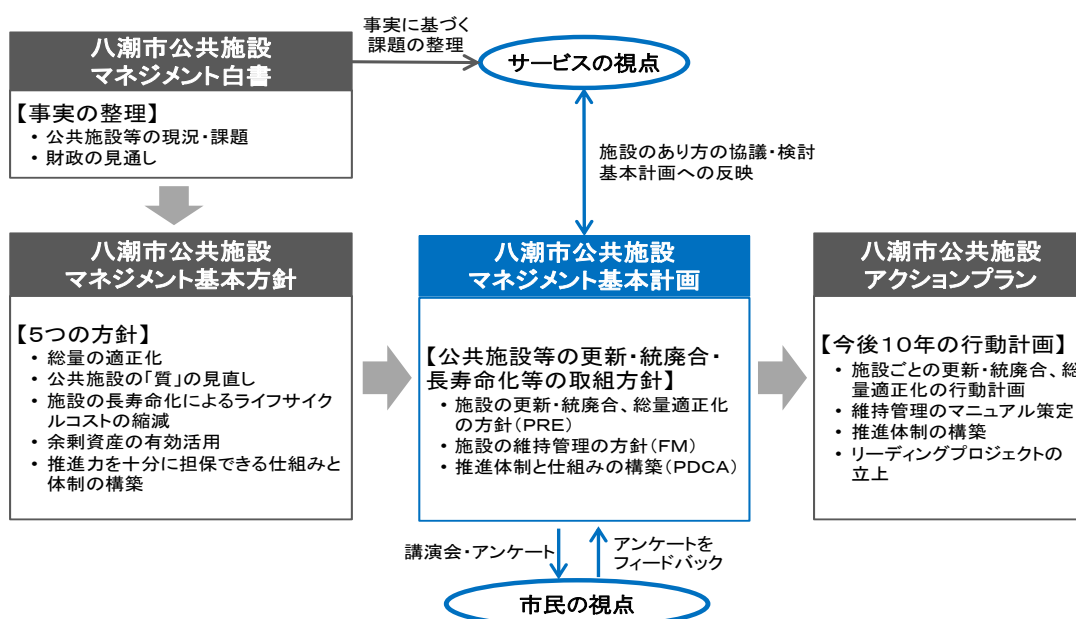 八潮市公共施設
マネジメント白書
【事実の整理】
・ 公共施設等の現況・課題
・ 財政の見通し
事実に基づく
課題の整理
サービスの視点
施設のあり方の協議・検討
基本計画への反映
八潮市公共施設
マネジメント基本方針
【5つの方針】
・ 総量の適正化
・ 公共施設の「質」の見直し
・ 施設の長寿命化によるライフサイク
ルコストの縮減
・ 余剰資産の有効活用
・ 推進力を十分に担保できる仕組みと
体制の構築
八潮市公共施設
マネジメント基本計画
【公共施設等の更新・統廃合・
長寿命化等の取組方針】
・ 施設の更新・統廃合、総量適正化
の方針(PRE)
・ 施設の維持管理の方針(FM)
・ 推進体制と仕組みの構築(PDCA)
八潮市公共施設
アクションプラン
【今後10年の行動計画】
・ 施設ごとの更新・統廃合、総
量適正化の行動計画
・ 維持管理のマニュアル策定
・ 推進体制の構築
・ リーディングプロジェクトの
立上
講演会・アンケート
アンケートを
フィードバック
市民の視点